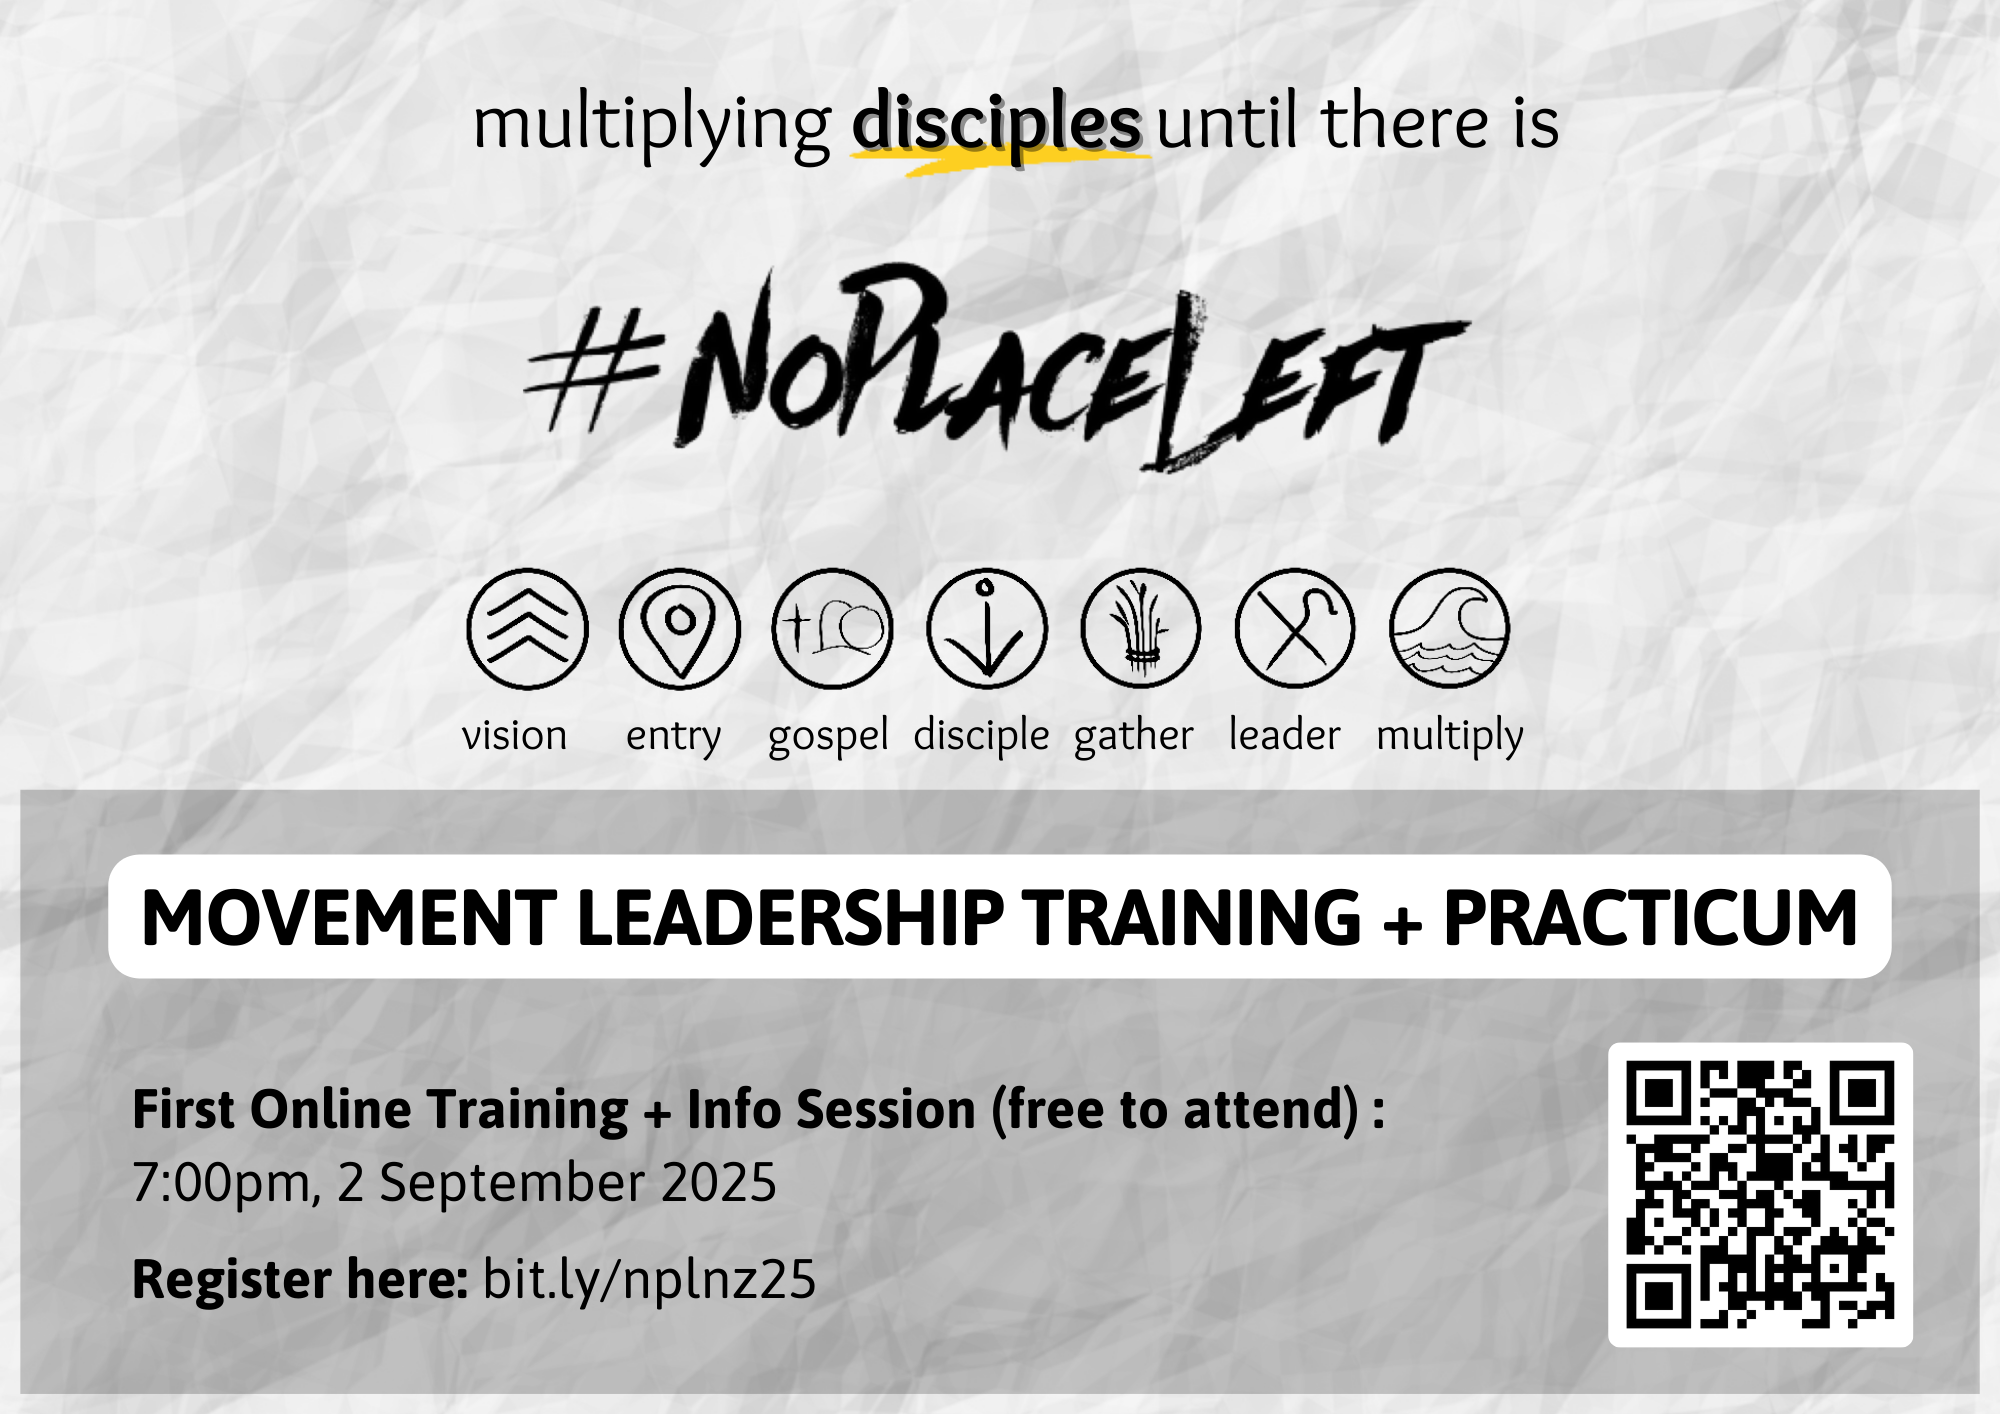 multiplying disciples until there is
#NOPLACELEFT
vision entry gospel disciple gather leader multiply
MOVEMENT LEADERSHIP TRAINING + PRACTICUM
First Online Training + Info Session (free to attend) :
7:00pm, 2 September 2025
Register here: bit.ly/nplnz25